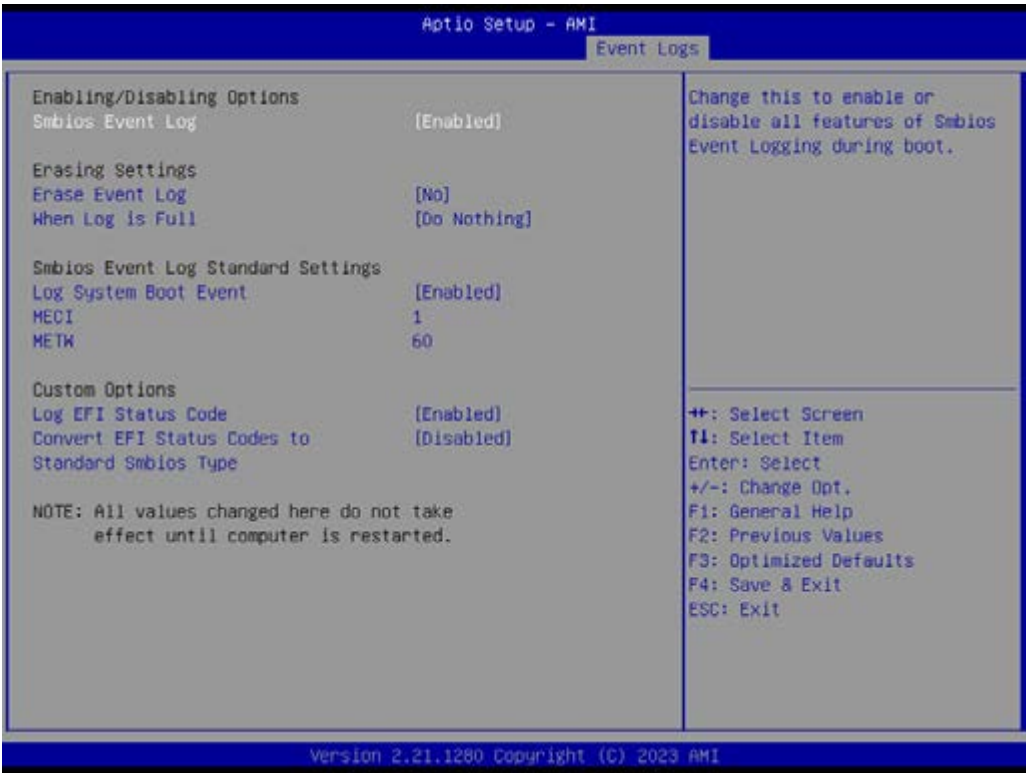 Aptio Setup - AMI
Event Logs
Enabling/Disabling Options
Smbios Event Log [Enabled]
Erasing Settings
Erase Event Log [No]
When Log is Full [Do Nothing]
Smbios Event Log Standard Settings
Log System Boot Event [Enabled]
MECI 1
METW 60
Custom Options
Log EFI Status Code [Enabled]
Convert EFI Status Codes to [Disabled]
Standard Smbios Type
NOTE: All values changed here do not take
effect until computer is restarted.
Change this to enable or
disable all features of Smbios
Event Logging during boot.
→←: Select Screen
↑↓: Select Item
Enter: Select
+/-: Change Opt.
F1: General Help
F2: Previous Values
F3: Optimized Defaults
F4: Save & Exit
ESC: Exit
Version 2.21.1280 Copyright (C) 2023 AMI